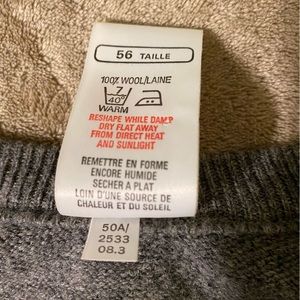 56 TAILLE
100% WOOL/LAINE
7
40°
WARM
RESHAPE WHILE DAMP
DRY FLAT AWAY
FROM DIRECT HEAT
AND SUNLIGHT
REMETTRE EN FORME
ENCORE HUMIDE
SECHER A PLAT
LOIN D'UNE SOURCE DE
CHALEUR ET DU SOLEIL
50A/
2533
08.3